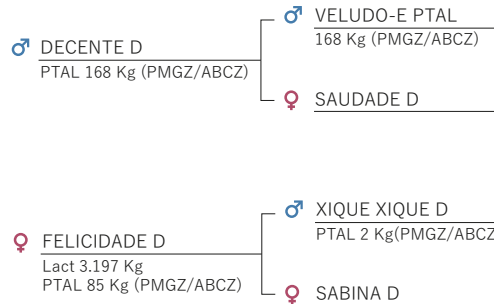 VELUDO-E PTAL
168 Kg (PMGZ/ABCZ)
DECENTE D
PTAL 168 Kg (PMGZ/ABCZ)
SAUDADE D
XIQUE XIQUE D
PTAL 2 Kg(PMGZ/ABCZ
FELICIDADE D
Lact 3.197 Kg
PTAL 85 Kg (PMGZ/ABCZ)
SABINA D